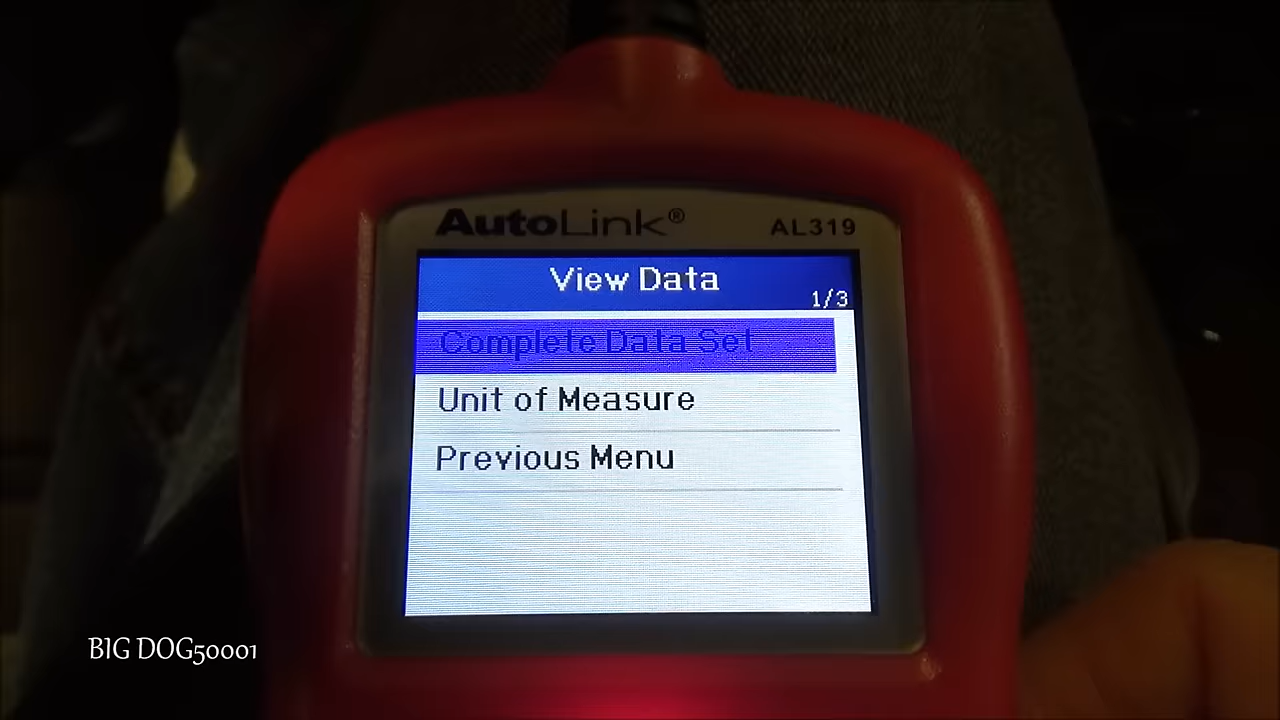 AutoLink® AL319
View Data
1/3
Complete Data Set
Unit of Measure
Previous Menu
BIG DOG50001